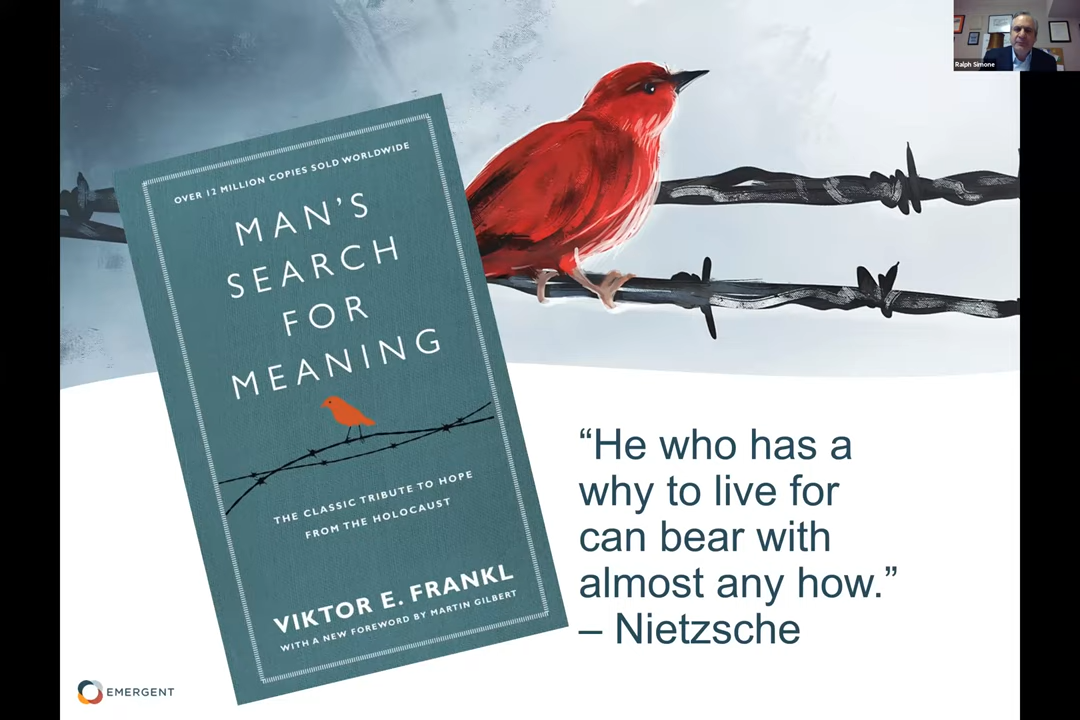 Ralph Simone
OVER 12 MILLION COPIES SOLD WORLDWIDE
MAN'S
SEARCH
FOR
MEANING
THE CLASSIC TRIBUTE TO HOPE
FROM THE HOLOCAUST
VIKTOR E. FRANKL
WITH A NEW FOREWORD BY MARTIN GILBERT
“He who has a
why to live for
can bear with
almost any how.”
– Nietzsche
EMERGENT